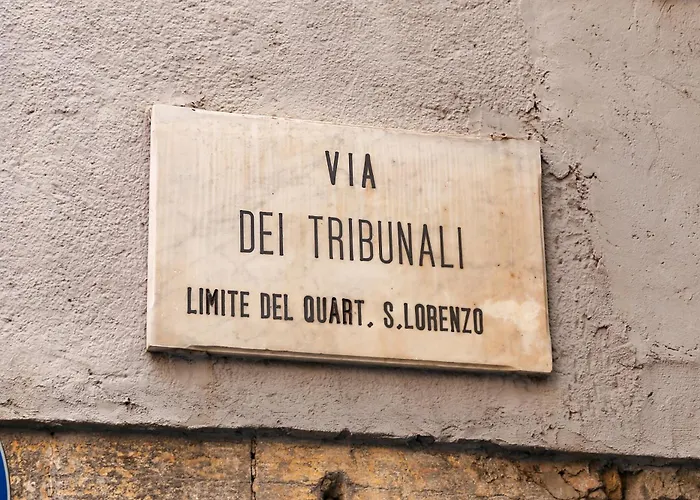 VIA
DEI TRIBUNALI
LIMITE DEL QUART. S.LORENZO